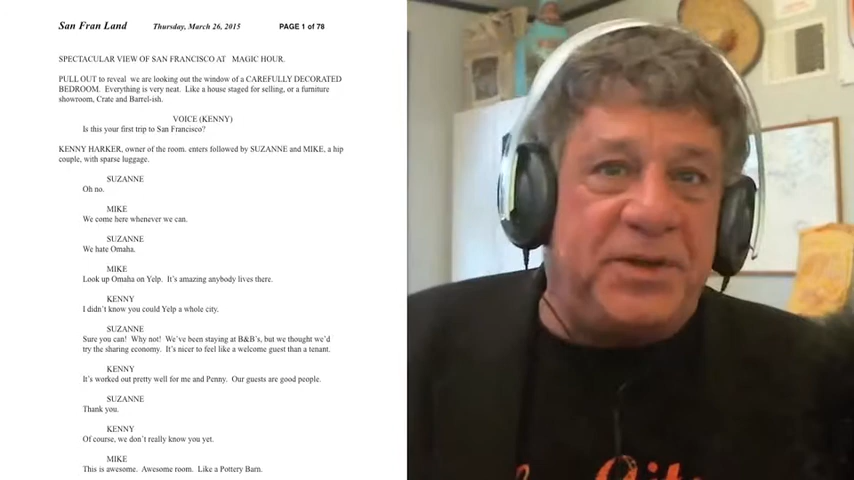 San Fran Land Thursday, March 26, 2015 PAGE 1 of 78
SPECTACULAR VIEW OF SAN FRANCISCO AT MAGIC HOUR.
PULL OUT to reveal we are looking out the window of a CAREFULLY DECORATED
BEDROOM. Everything is very neat. Like a house staged for selling, or a furniture
showroom, Crate and Barrel-ish.
VOICE (KENNY)
Is this your first trip to San Francisco?
KENNY HARKER, owner of the room. enters followed by SUZANNE and MIKE, a hip
couple, with sparse luggage.
SUZANNE
Oh no.
MIKE
We come here whenever we can.
SUZANNE
We hate Omaha.
MIKE
Look up Omaha on Yelp. It's amazing anybody lives there.
KENNY
I didn't know you could Yelp a whole city.
SUZANNE
Sure you can! Why not! We've been staying at B&B's, but we thought we'd
try the sharing economy. It's nicer to feel like a welcome guest than a tenant.
KENNY
It's worked out pretty well for me and Penny. Our guests are good people.
SUZANNE
Thank you.
KENNY
Of course, we don't really know you yet.
MIKE
This is awesome. Awesome room. Like a Pottery Barn.